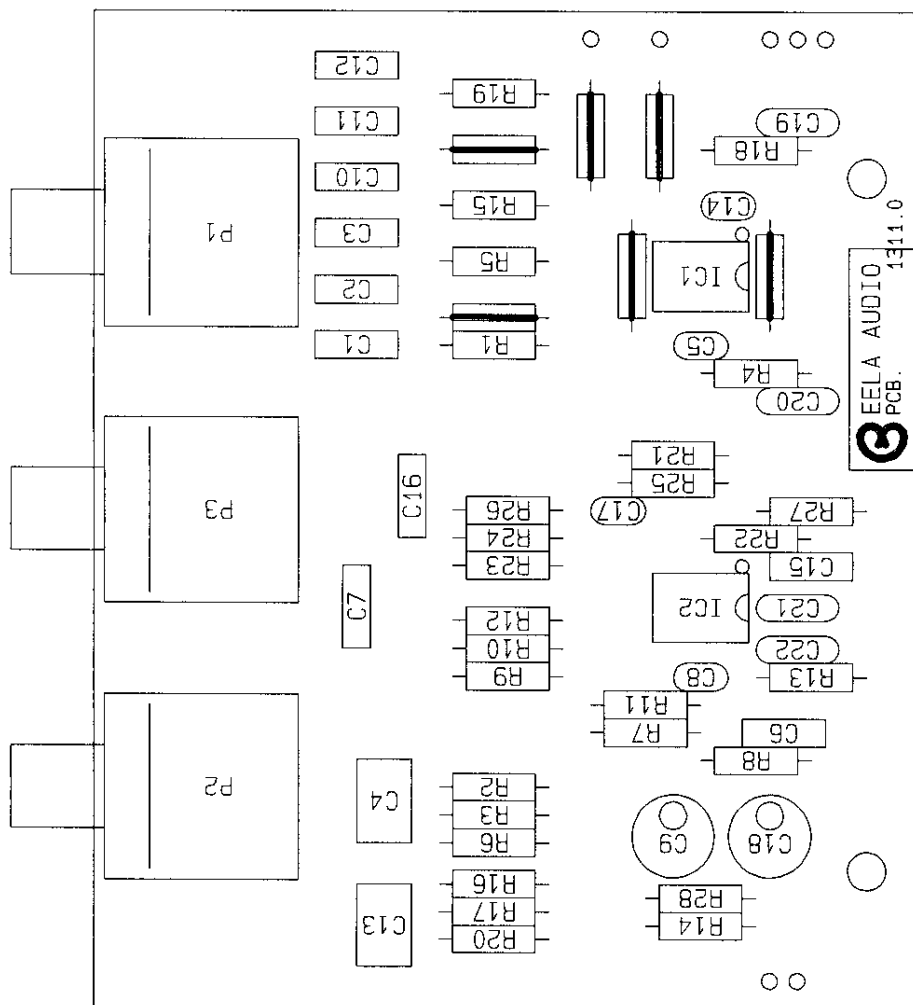 C12
R19
C11
C19
R18
C10
R15
C14
P1
C3
R5
IC1
C2
C1
R1
C5
R4
C20
EELA AUDIO
PCB. 1311.0
R21
C16
R25
P3
R26
C17
R27
R24
R22
R23
C15
C7
R12
IC2
C21
R10
C22
R9
C8
R13
R11
R7
C6
R8
P2
C4
R2
R3
R6
C9
C18
R16
C13
R17
R20
R28
R14